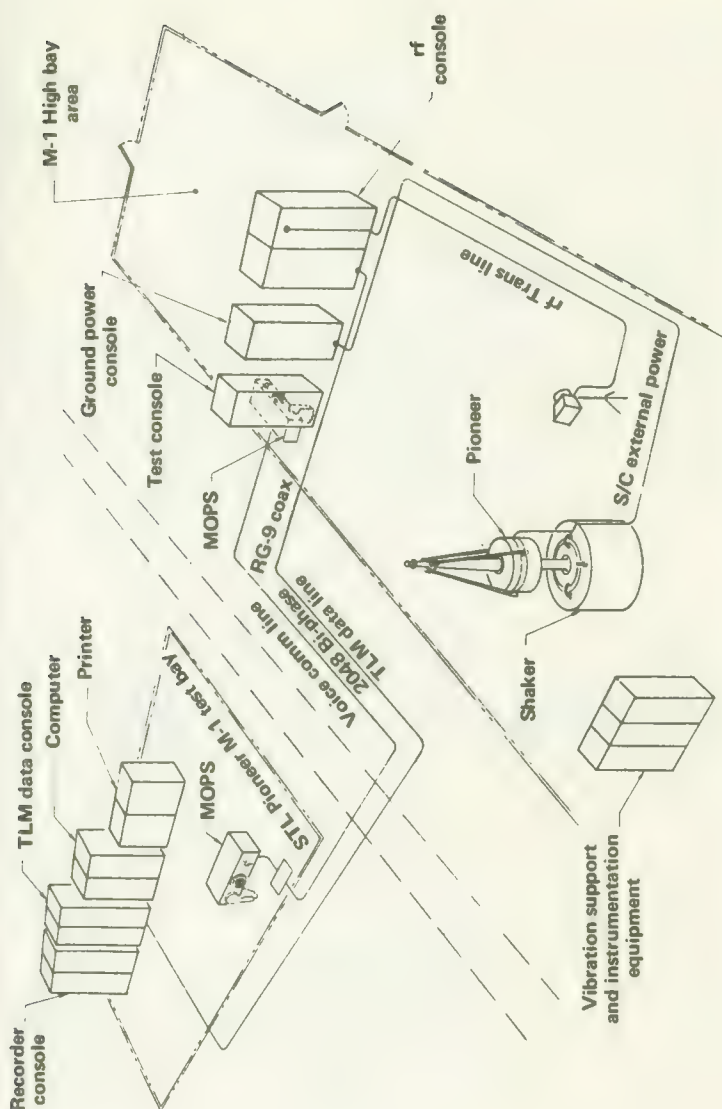 Recorder
console
TLM data console
Computer
Printer
MOPS
STL Pioneer M-1 test bay
Voice comm line
2048 Bi-phase
TLM data line
RG-9 coax
MOPS
Test console
Ground power
console
M-1 High bay
area
rf
console
rf Trans line
S/C external power
Pioneer
Shaker
Vibration support
and instrumentation
equipment